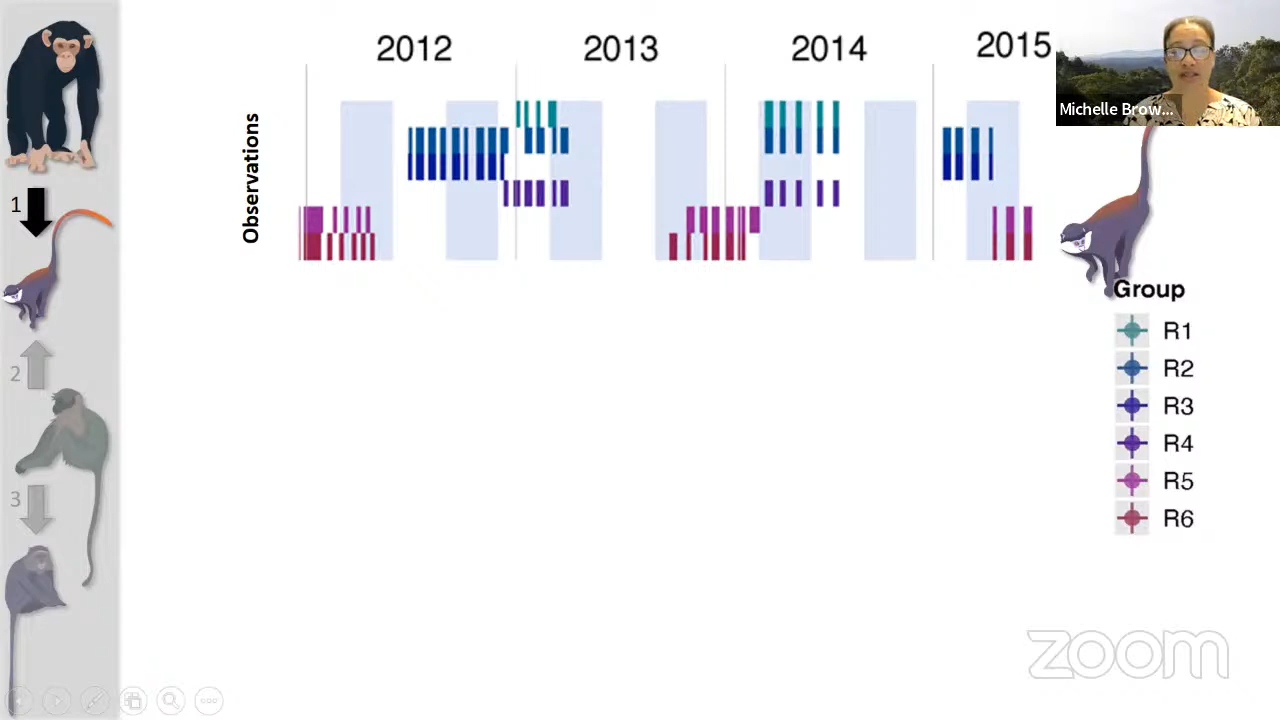 2012
2013
2014
2015
Michelle Brow...
Observations
1
2
3
Group
R1
R2
R3
R4
R5
R6
zoom